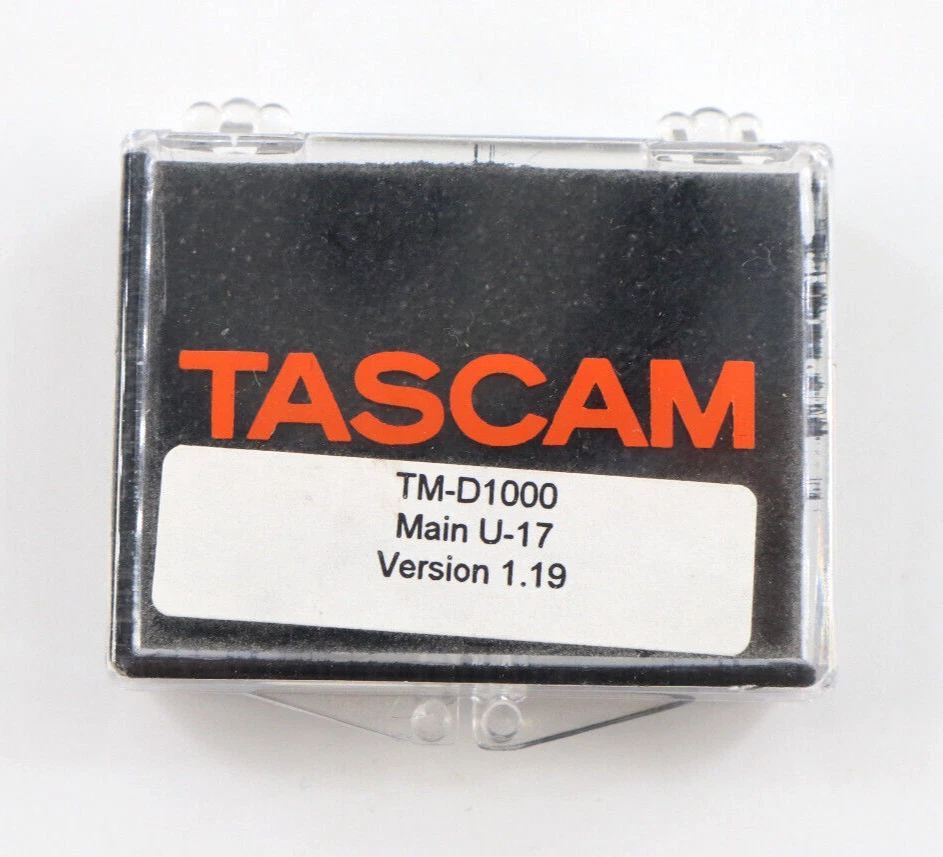 TASCAM
TM-D1000
Main U-17
Version 1.19